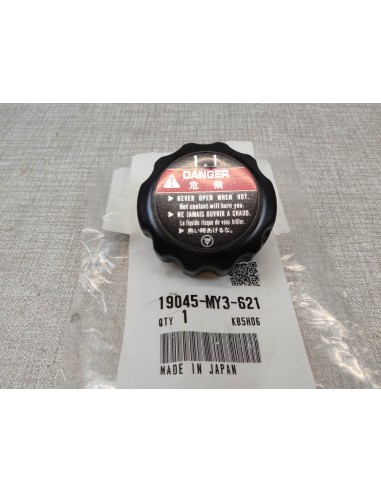 1.1
DANGER
危険
▶ NEVER OPEN WHEN HOT.
Hot coolant will burn you.
▶ NE JAMAIS OUVRIR A CHAUD.
Le liquide risque de vous brûler.
▶ 熱い時あけるな。
19045-MY3-621
QTY 1 KB5H06
MADE IN JAPAN